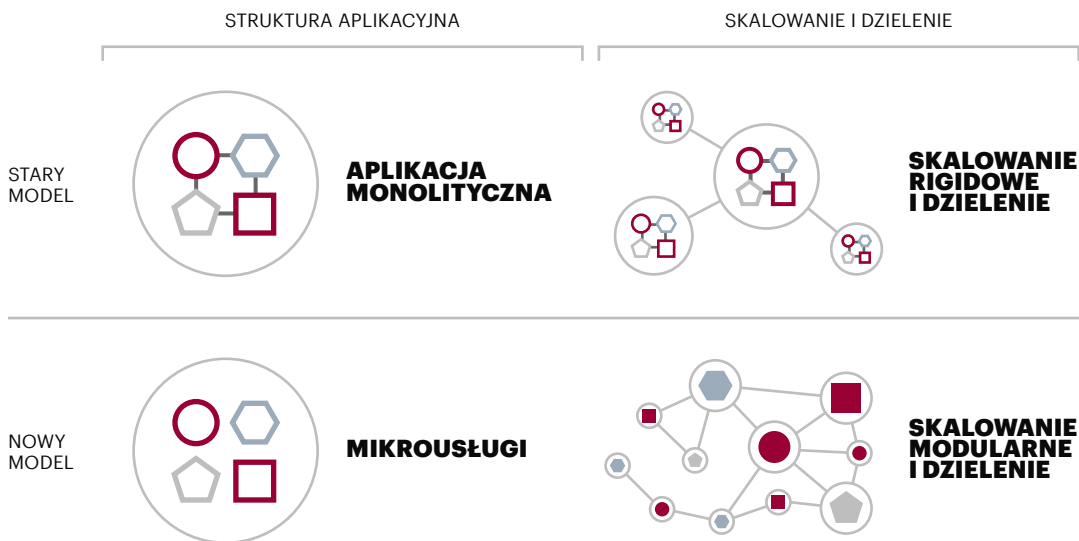 STRUKTURA APLIKACYJNA
SKALOWANIE I DZIELENIE
STARY
MODEL
APLIKACJA
MONOLITYCZNA
SKALOWANIE
RIGIDOWE
I DZIELENIE
NOWY
MODEL
MIKROUSŁUGI
SKALOWANIE
MODULARNE
I DZIELENIE